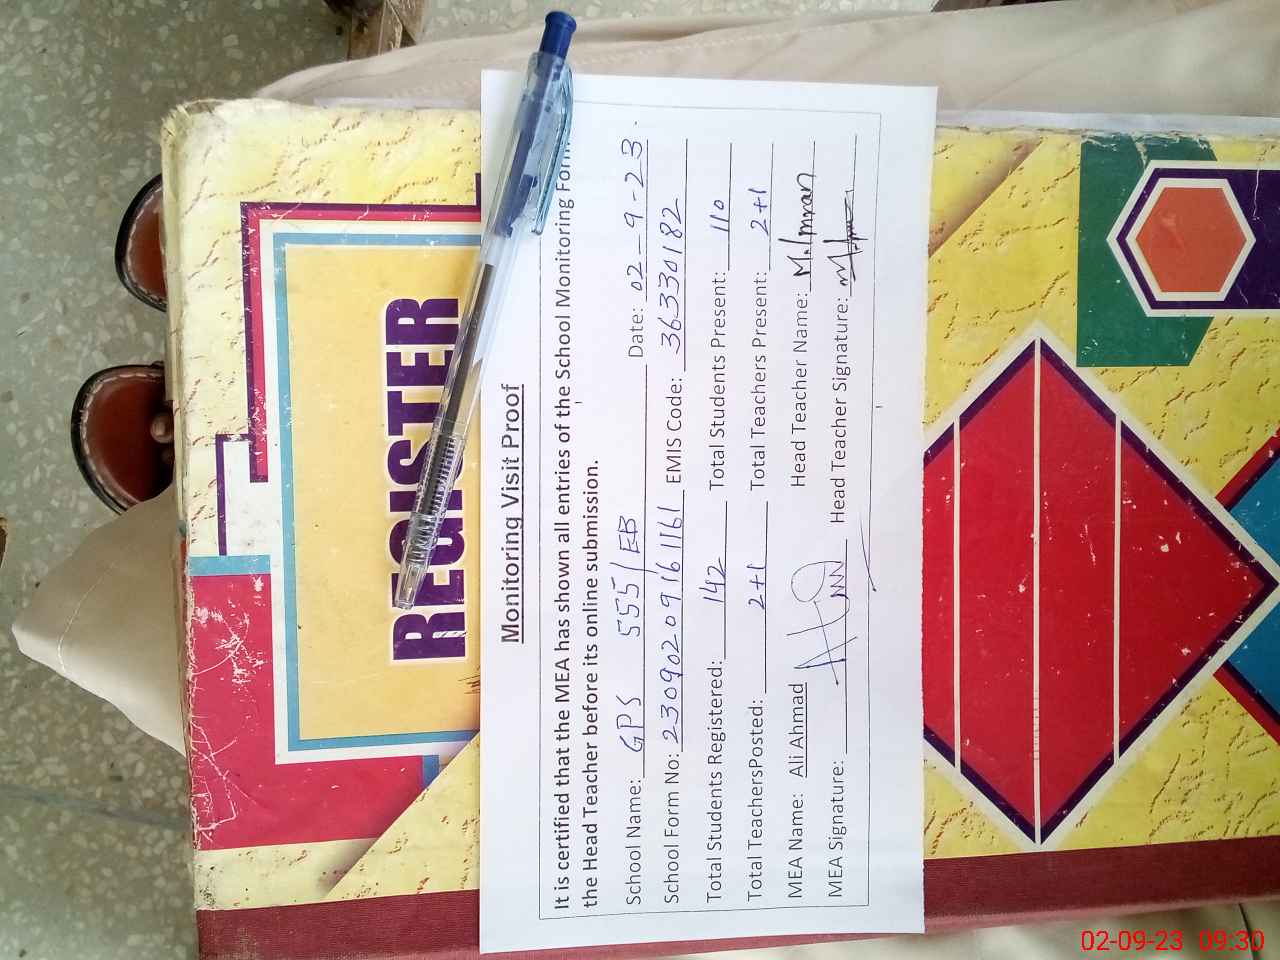 REGISTER
Monitoring Visit Proof
It is certified that the MEA has shown all entries of the School Monitoring Form
the Head Teacher before its online submission.
School Name: GPS 555/EB Date: 02-9-23.
School Form No: 23090209161161 EMIS Code: 36330182
Total Students Registered: 142 Total Students Present: 110
Total TeachersPosted: 2+1 Total Teachers Present: 2+1
MEA Name: Ali Ahmad Head Teacher Name: M.Imran
MEA Signature: Head Teacher Signature:
02-09-23 09:30